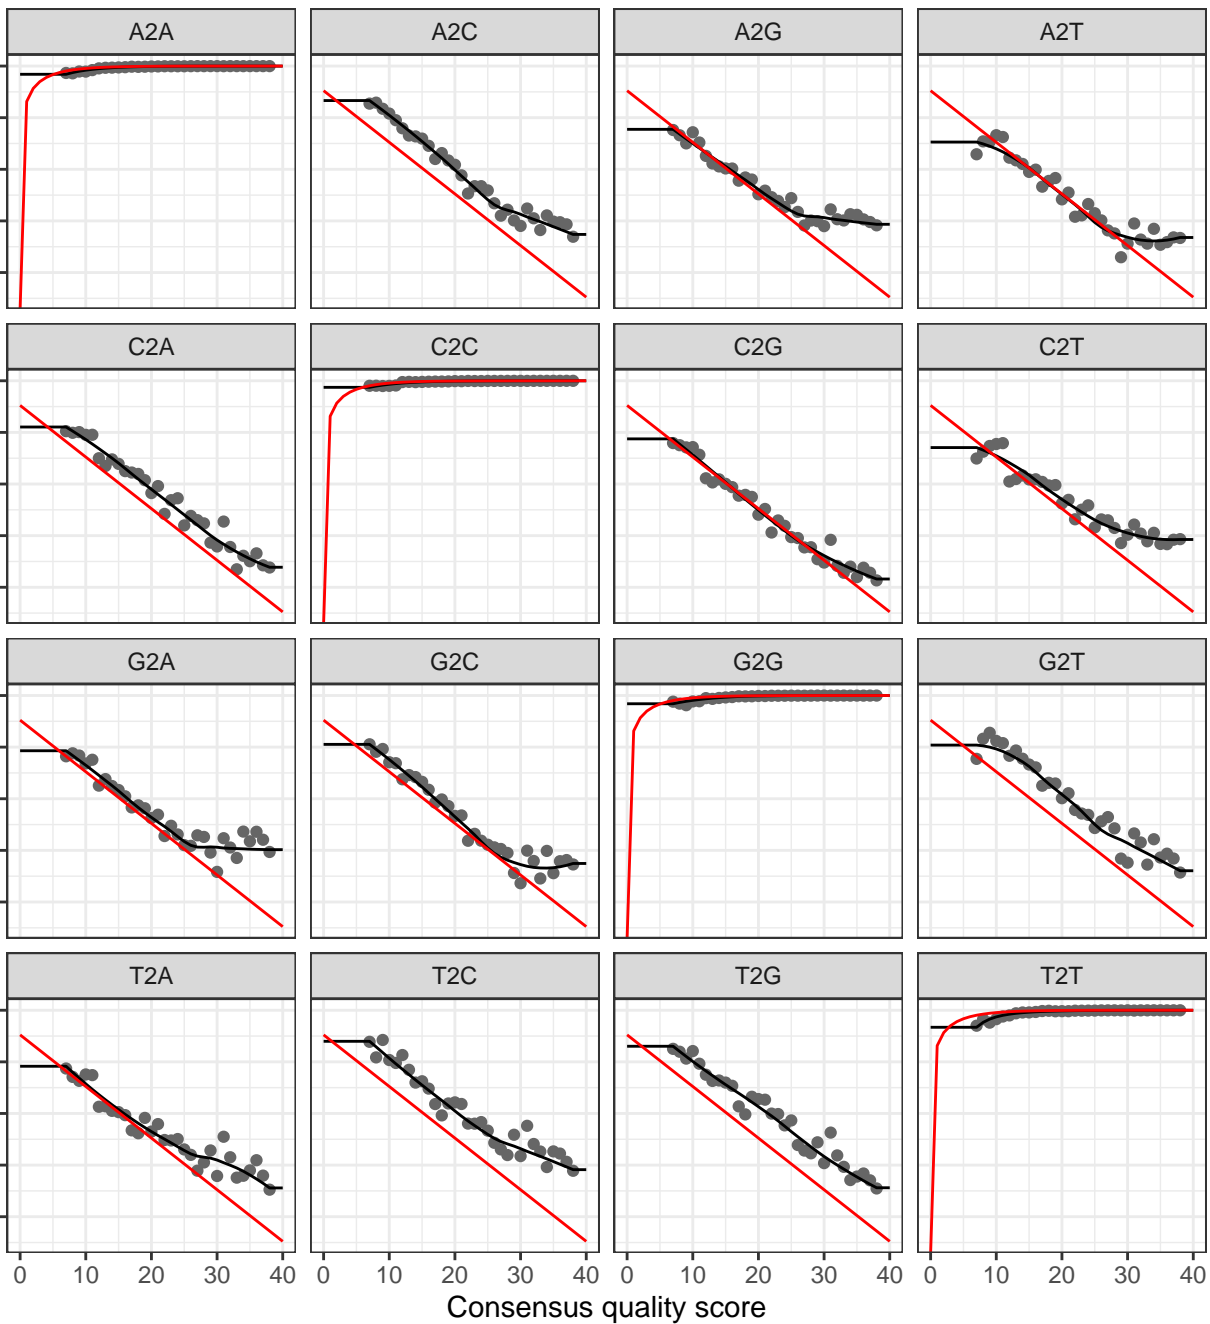 A2A A2C A2G A2T
C2A C2C C2G C2T
G2A G2C G2G G2T
T2A T2C T2G T2T
0 10 20 30 40 0 10 20 30 40 0 10 20 30 40 0 10 20 30 40
Consensus quality score